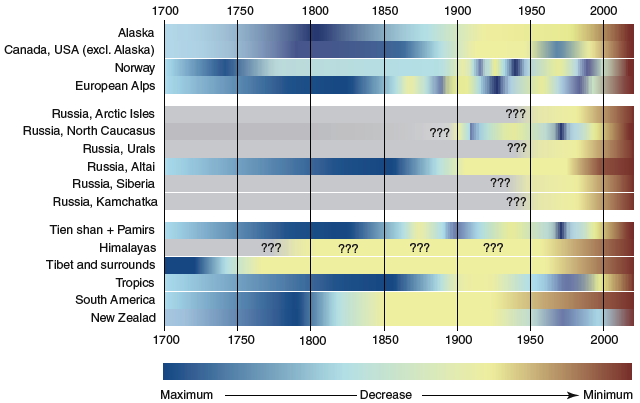 1700 1750 1800 1850 1900 1950 2000
Alaska
Canada, USA (excl. Alaska)
Norway
European Alps
Russia, Arctic Isles ???
Russia, North Caucasus ???
Russia, Urals ???
Russia, Altai
Russia, Siberia ???
Russia, Kamchatka ???
Tien shan + Pamirs
Himalayas ??? ??? ??? ???
Tibet and surrounds
Tropics
South America
New Zealad
1700 1750 1800 1850 1900 1950 2000
Maximum Decrease Minimum